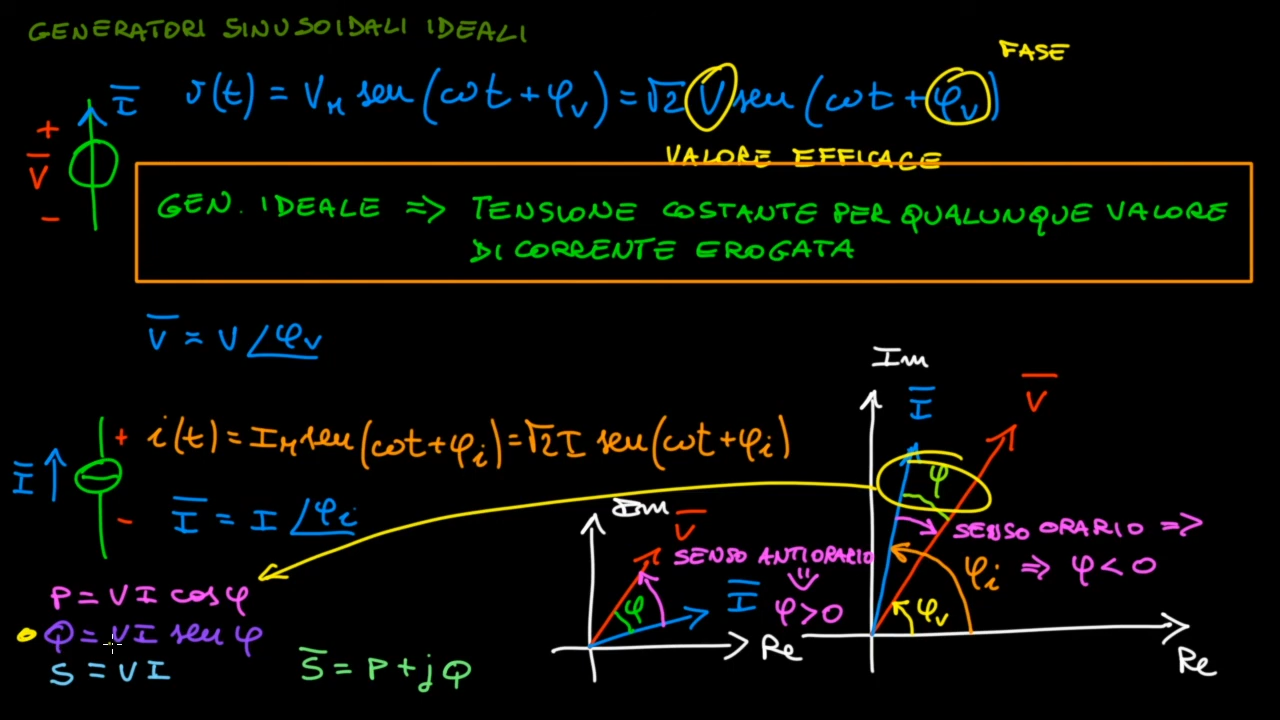 GENERATORI SINUSOIDALI IDEALI
FASE
I̅ v(t) = V_M sen(ωt + φ_v) = √2 V sen(ωt + φ_v)
+
V̅
-
VALORE EFFICACE
GEN. IDEALE => TENSIONE COSTANTE PER QUALUNQUE VALORE
DI CORRENTE EROGATA
V̅ = V∠φ_v
I̅ + i(t) = I_M sen(ωt+φ_i) = √2 I sen(ωt+φ_i)
-
I̅ = I∠φ_i
P = VI cosφ
Q = VI sen φ
S = VI
S̅ = P + jQ
Im
V̅
SENSO ANTIORARIO
⇓
φ>0
φ
I̅
Re
Im
I̅
V̅
φ
SENSO ORARIO =>
φ_i => φ < 0
φ_v
Re